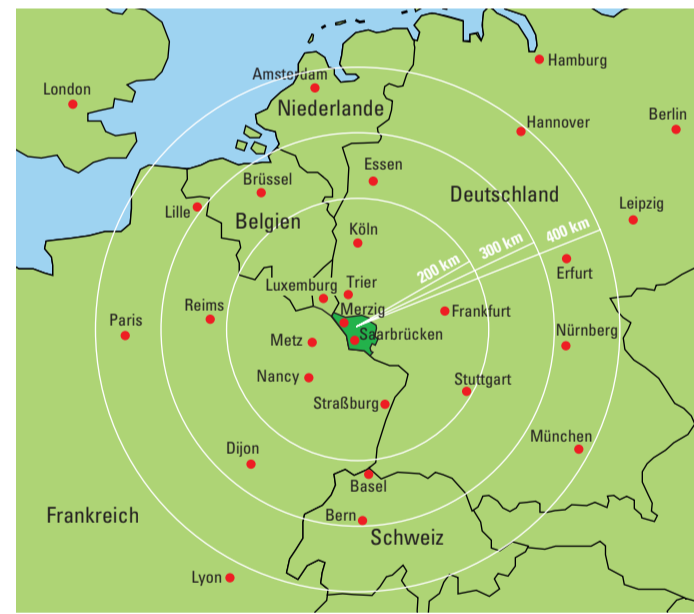 Hamburg
Amsterdam
London
Niederlande
Hannover
Berlin
Essen
Brüssel
Deutschland
Lille
Belgien
Leipzig
Köln
200 km
300 km
400 km
Erfurt
Luxemburg
Trier
Reims
Merzig
Frankfurt
Paris
Saarbrücken
Nürnberg
Metz
Nancy
Stuttgart
Straßburg
München
Dijon
Basel
Frankreich
Bern
Schweiz
Lyon